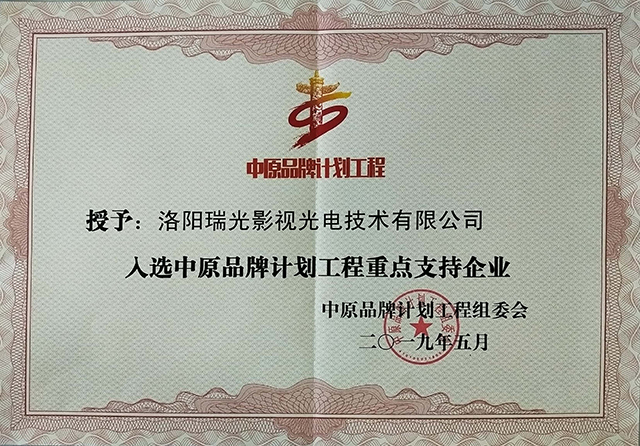 中原品牌计划工程
授予：洛阳瑞光影视光电技术有限公司
入选中原品牌计划工程重点支持企业
中原品牌计划工程组委会
二〇一九年五月